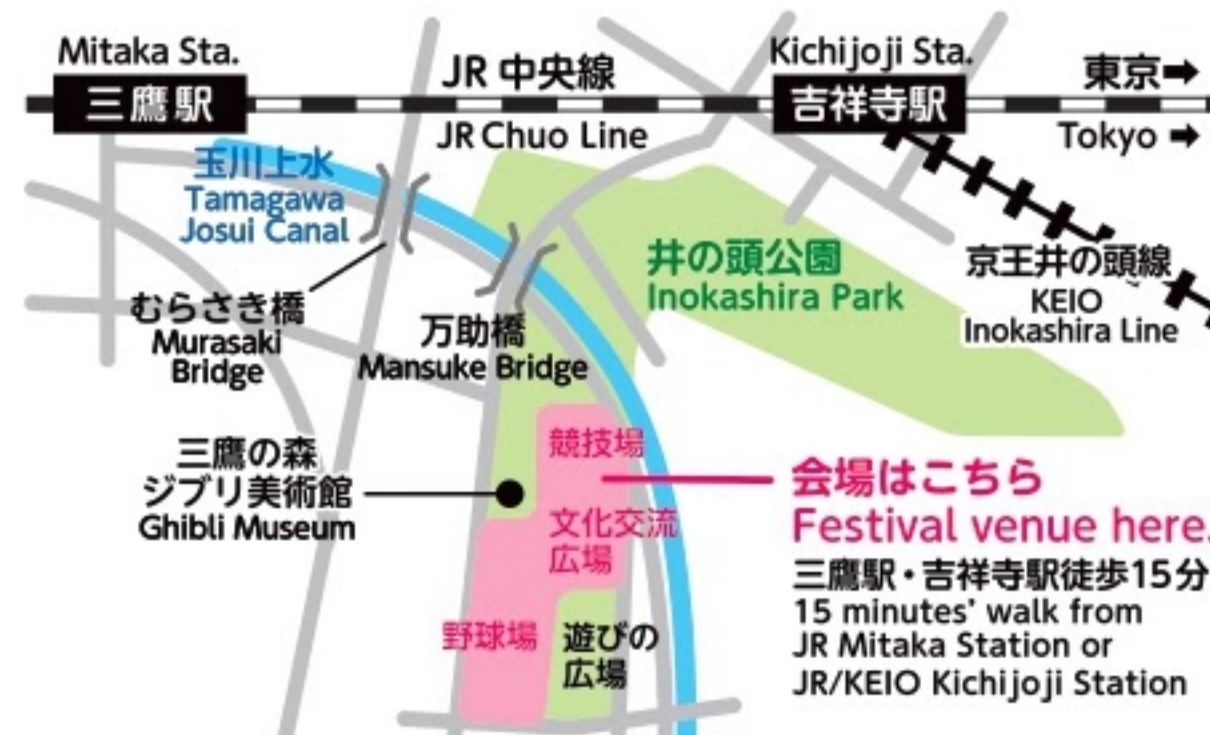 Mitaka Sta.
三鷹駅
JR 中央線
JR Chuo Line
Kichijoji Sta.
吉祥寺駅
東京➡
Tokyo ➡
玉川上水
Tamagawa
Josui Canal
井の頭公園
Inokashira Park
京王井の頭線
KEIO
Inokashira Line
むらさき橋
Murasaki
Bridge
万助橋
Mansuke Bridge
三鷹の森
ジブリ美術館
Ghibli Museum
競技場
文化交流
広場
野球場
遊びの
広場
会場はこちら
Festival venue here.
三鷹駅・吉祥寺駅徒歩15分
15 minutes' walk from
JR Mitaka Station or
JR/KEIO Kichijoji Station